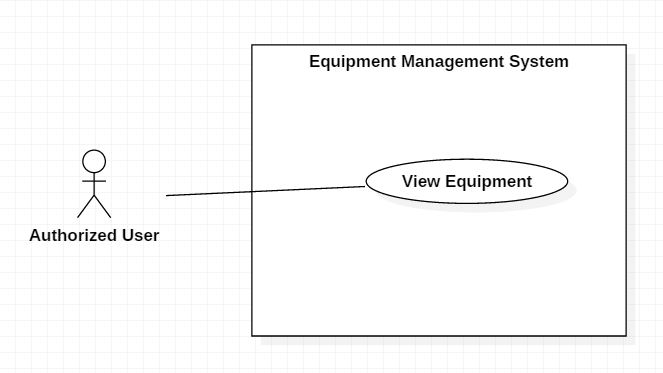 Equipment Management System
View Equipment
Authorized User